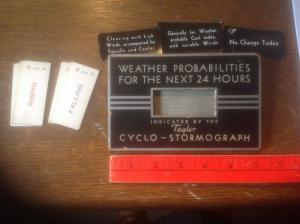 Clearing with high
Winds, accompanied by
Squalls and Cooler
Generally fair Weather,
probably Cool today,
with variable Winds
No Change Today
RISING
FALLING
WEATHER PROBABILITIES
FOR THE NEXT 24 HOURS
INDICATED BY THE
Taylor
CYCLO-STORMOGRAPH